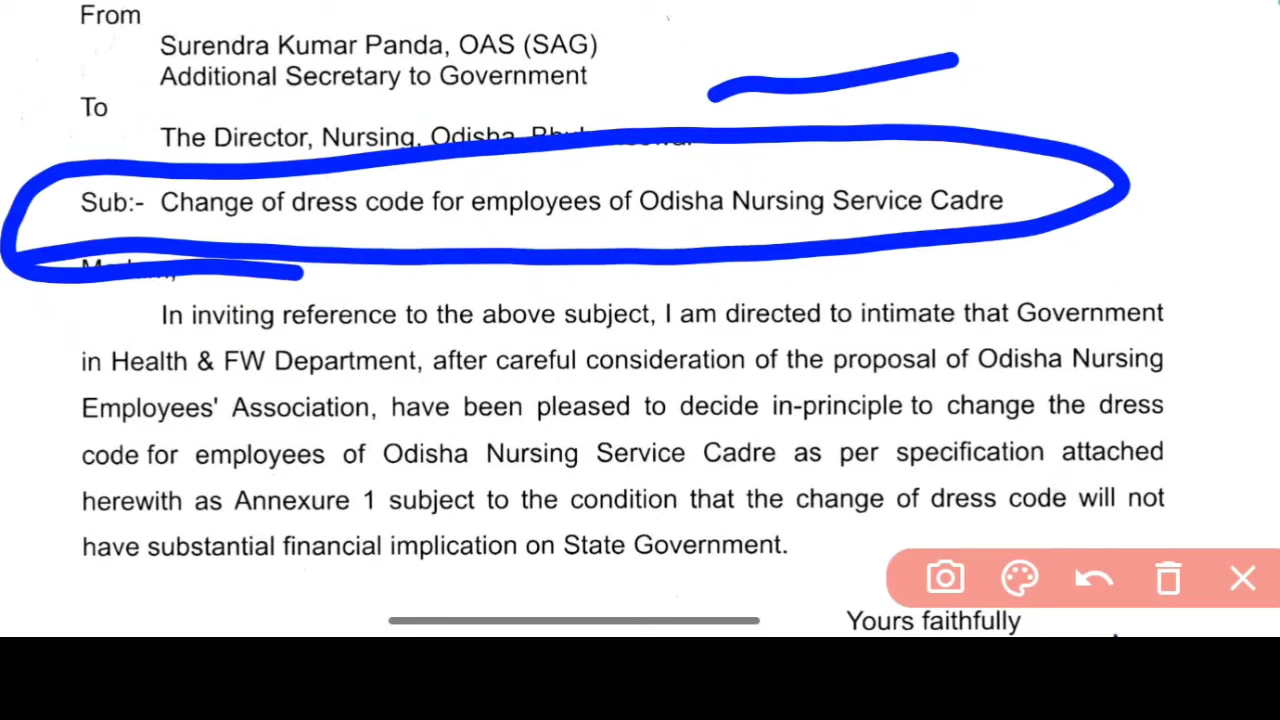 From
Surendra Kumar Panda, OAS (SAG)
Additional Secretary to Government
To
The Director, Nursing, Odisha,
Sub:- Change of dress code for employees of Odisha Nursing Service Cadre
In inviting reference to the above subject, I am directed to intimate that Government
in Health & FW Department, after careful consideration of the proposal of Odisha Nursing
Employees' Association, have been pleased to decide in-principle to change the dress
code for employees of Odisha Nursing Service Cadre as per specification attached
herewith as Annexure 1 subject to the condition that the change of dress code will not
have substantial financial implication on State Government.
Yours faithfully